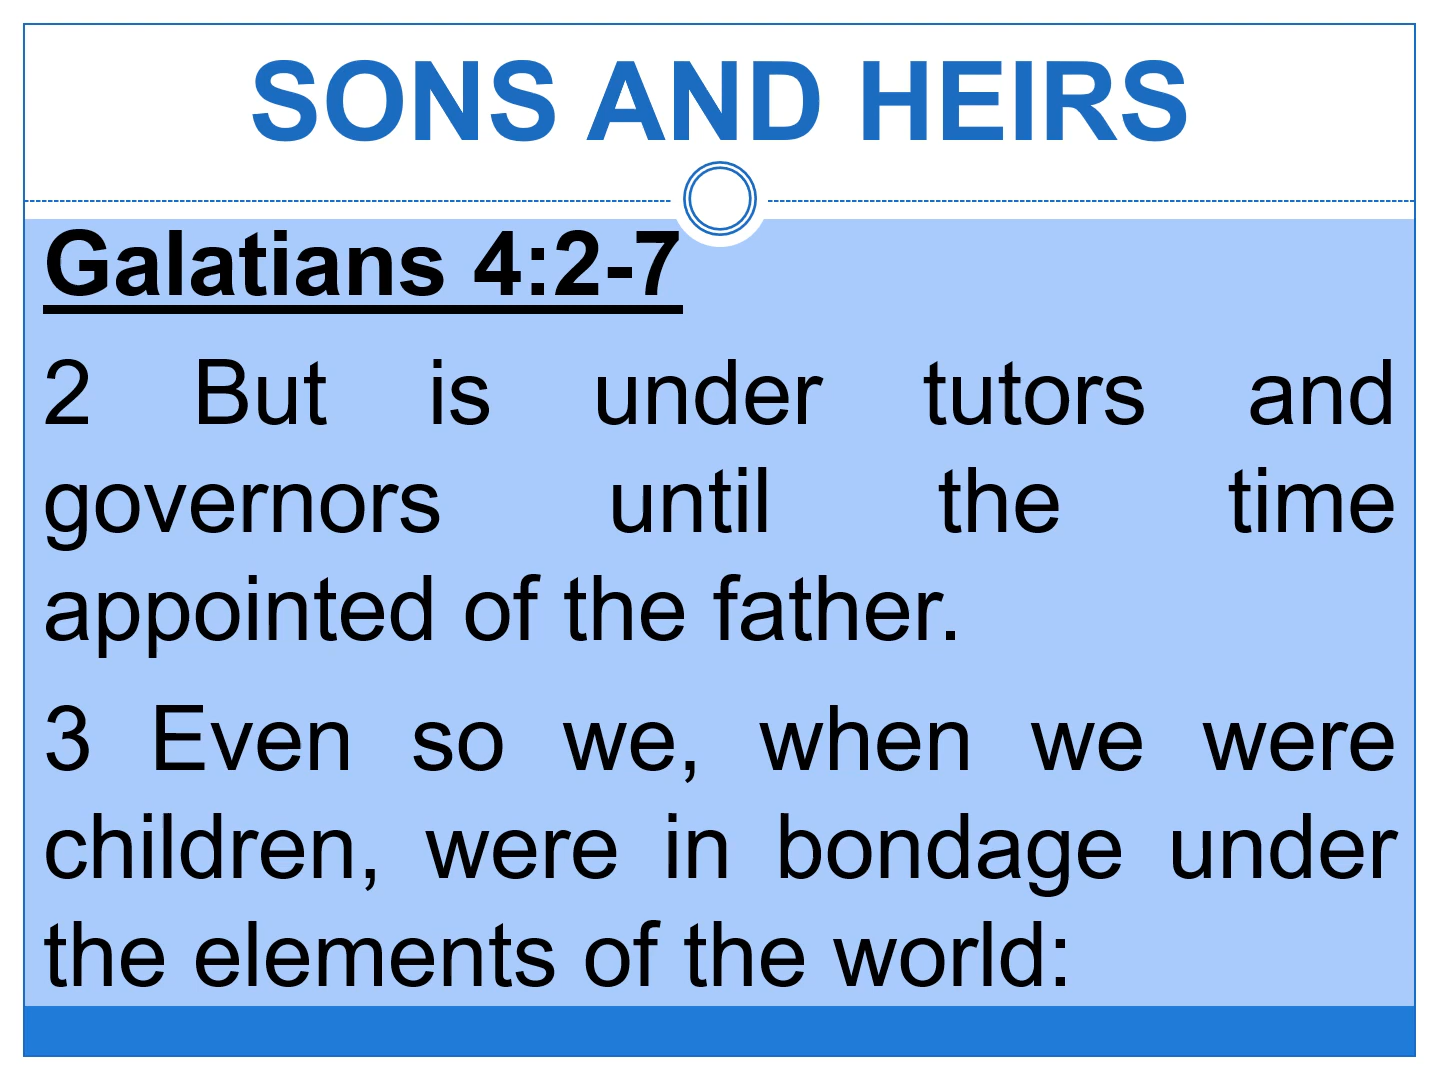 SONS AND HEIRS
Galatians 4:2-7
2 But is under tutors and
governors until the time
appointed of the father.
3 Even so we, when we were
children, were in bondage under
the elements of the world: